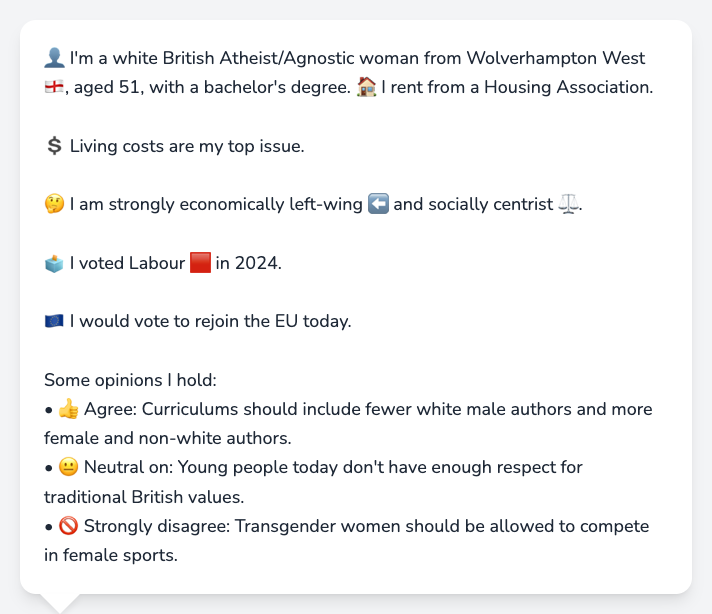 👤 I'm a white British Atheist/Agnostic woman from Wolverhampton West
🏴󠁧󠁢󠁥󠁮󠁧󠁿, aged 51, with a bachelor's degree. 🏠 I rent from a Housing Association.
💲 Living costs are my top issue.
🤔 I am strongly economically left-wing ⬅️ and socially centrist ⚖️.
🗳️ I voted Labour 🟥 in 2024.
🇪🇺 I would vote to rejoin the EU today.
Some opinions I hold:
• 👍 Agree: Curriculums should include fewer white male authors and more
female and non-white authors.
• 😐 Neutral on: Young people today don't have enough respect for
traditional British values.
• 🚫 Strongly disagree: Transgender women should be allowed to compete
in female sports.